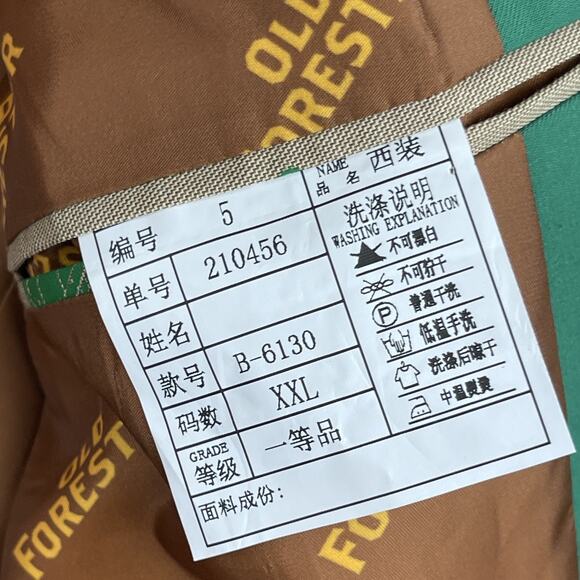 OLD
FORESTER
OLD
FOREST
编号 5
单号 210456
姓名
款号 B-6130
码数 XXL
GRADE
等级 一等品
面料成份:
NAME
品名 西装
洗涤说明
WASHING EXPLANATION
不可漂白
不可拧干
普通干洗
低温手洗
洗涤后晾干
中温熨烫
OLD
FOREST
FO